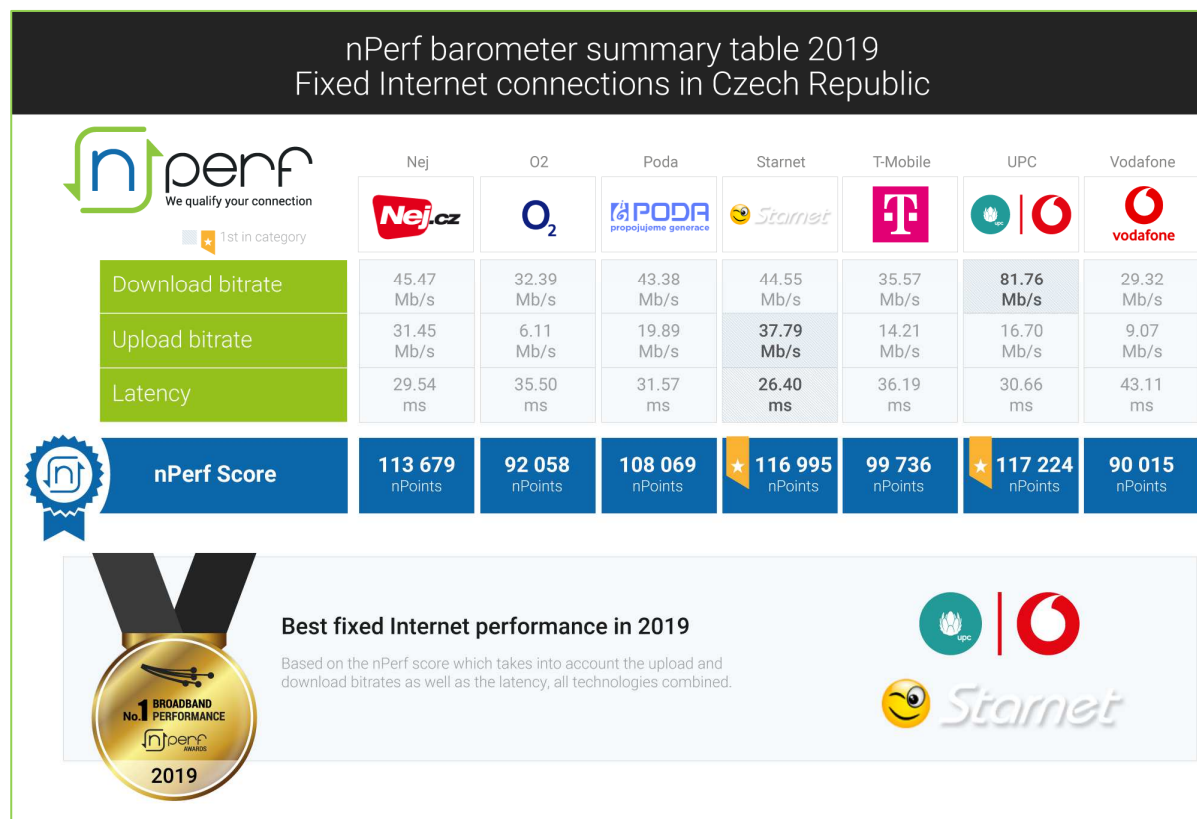 nPerf barometer summary table 2019
Fixed Internet connections in Czech Republic
nperf
We qualify your connection
1st in category
Nej O2 Poda Starnet T-Mobile UPC Vodafone
Nej.cz O2 PODA Starnet T upc vodafone
propojujeme generace
Download bitrate 45.47 32.39 43.38 44.55 35.57 81.76 29.32
Mb/s Mb/s Mb/s Mb/s Mb/s Mb/s Mb/s
Upload bitrate 31.45 6.11 19.89 37.79 14.21 16.70 9.07
Mb/s Mb/s Mb/s Mb/s Mb/s Mb/s Mb/s
Latency 29.54 35.50 31.57 26.40 36.19 30.66 43.11
ms ms ms ms ms ms ms
n nPerf Score 113 679 92 058 108 069 116 995 99 736 117 224 90 015
nPoints nPoints nPoints nPoints nPoints nPoints nPoints
Best fixed Internet performance in 2019
Based on the nPerf score which takes into account the upload and
download bitrates as well as the latency, all technologies combined.
upc
Starnet
No.1 BROADBAND
PERFORMANCE
nperf
AWARDS
2019